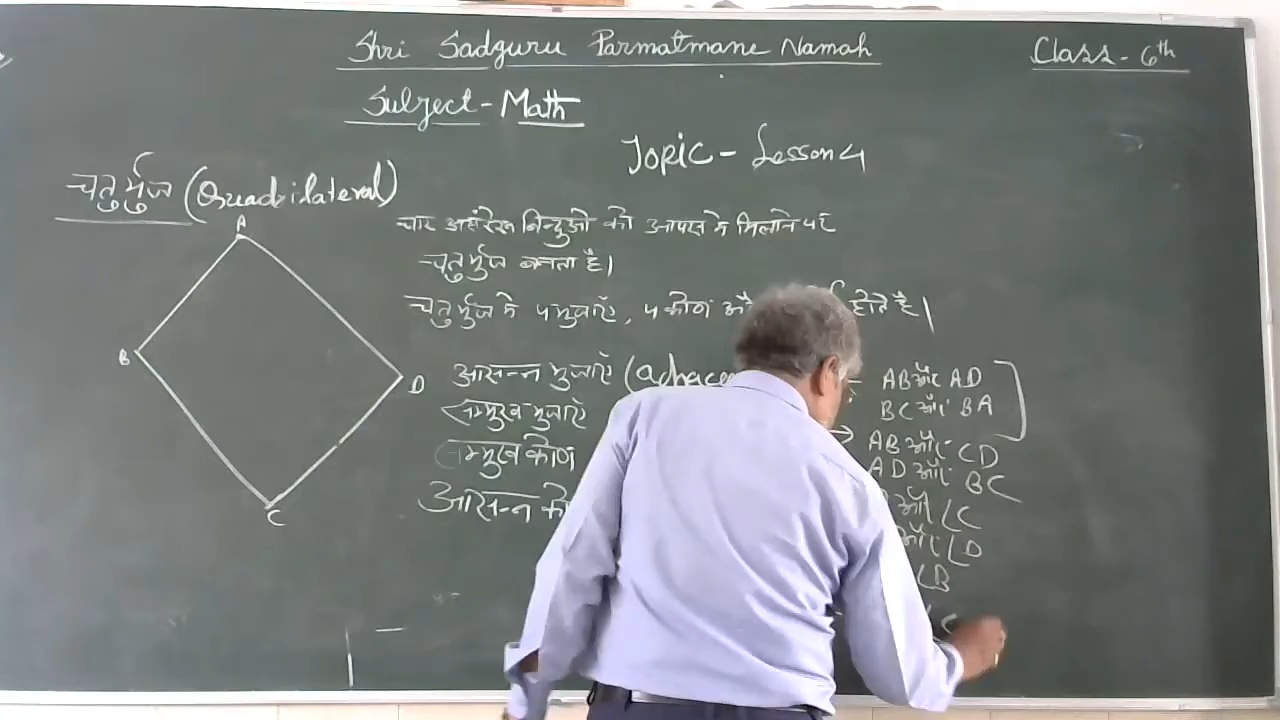 Shri Sadguru Parmatmane Namah
Class - 6th
Subject - Math
Topic - Lesson 4
चतुर्भुज (Quadrilateral)
A
B
D
C
चार असंरेख बिन्दुओ को आपस मे मिलाने पर
चतुर्भुज बनता है।
चतुर्भुज मे 4 भुजाएँ, 4 कोण होते है।
आसन्न भुजाएँ AB और AD
BC और BA
सम्मुख भुजाएँ → AB और CD
AD और BC
सम्मुख कोण और ∠C
और ∠D
आसन्न ∠B